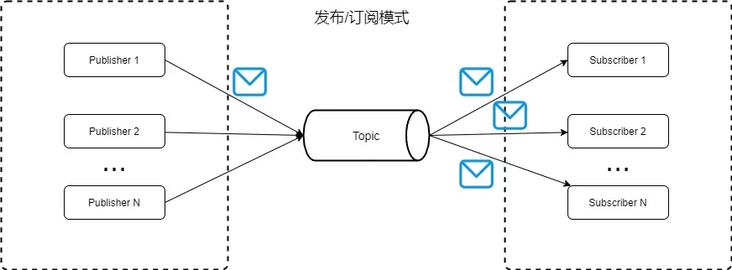 发布/订阅模式
Publisher 1
Publisher 2
...
Publisher N
Topic
Subscriber 1
Subscriber 2
...
Subscriber N